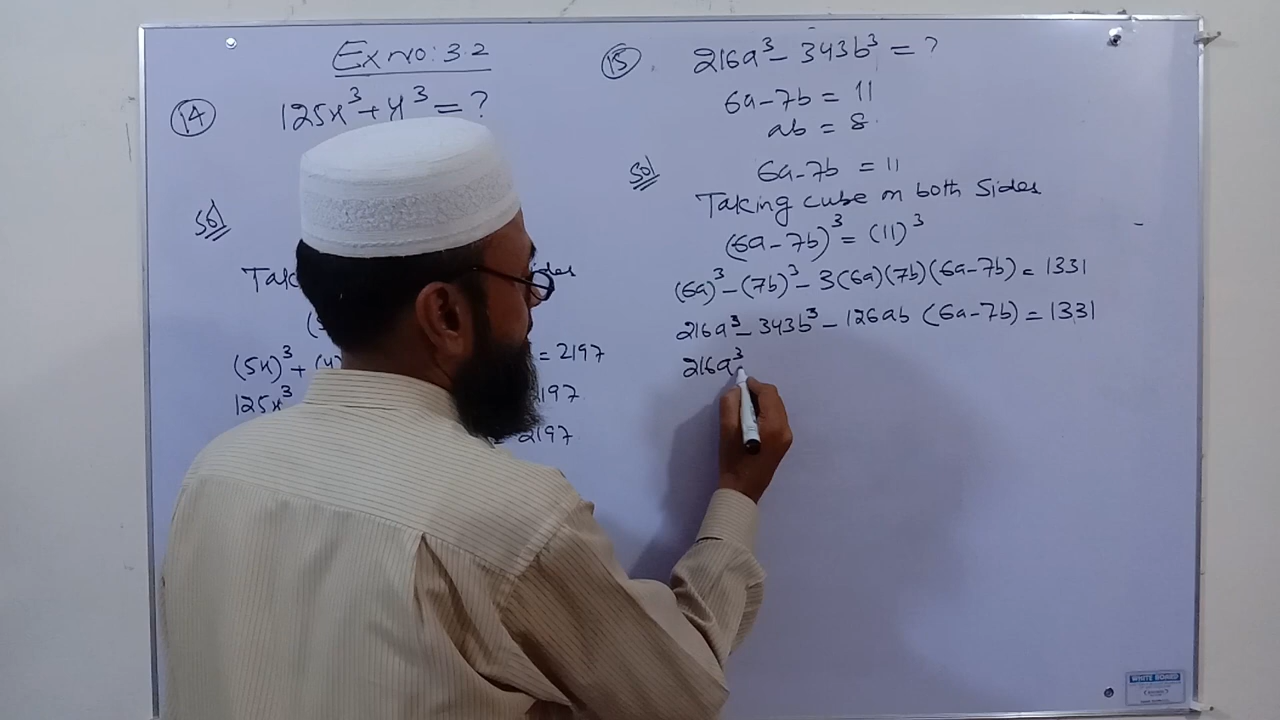 Ex no: 3.2
(14) 125x³ + y³ = ?
Sol
(5x)³ +
= 2197
125x³
2197
= 2197
(15) 216a³ - 343b³ = ?
6a - 7b = 11
ab = 8
Sol
6a - 7b = 11
Taking cube on both Sides
(6a - 7b)³ = (11)³
(6a)³ - (7b)³ - 3(6a)(7b)(6a - 7b) = 1331
216a³ - 343b³ - 126ab (6a - 7b) = 1331
216a³
WHITE BOARD